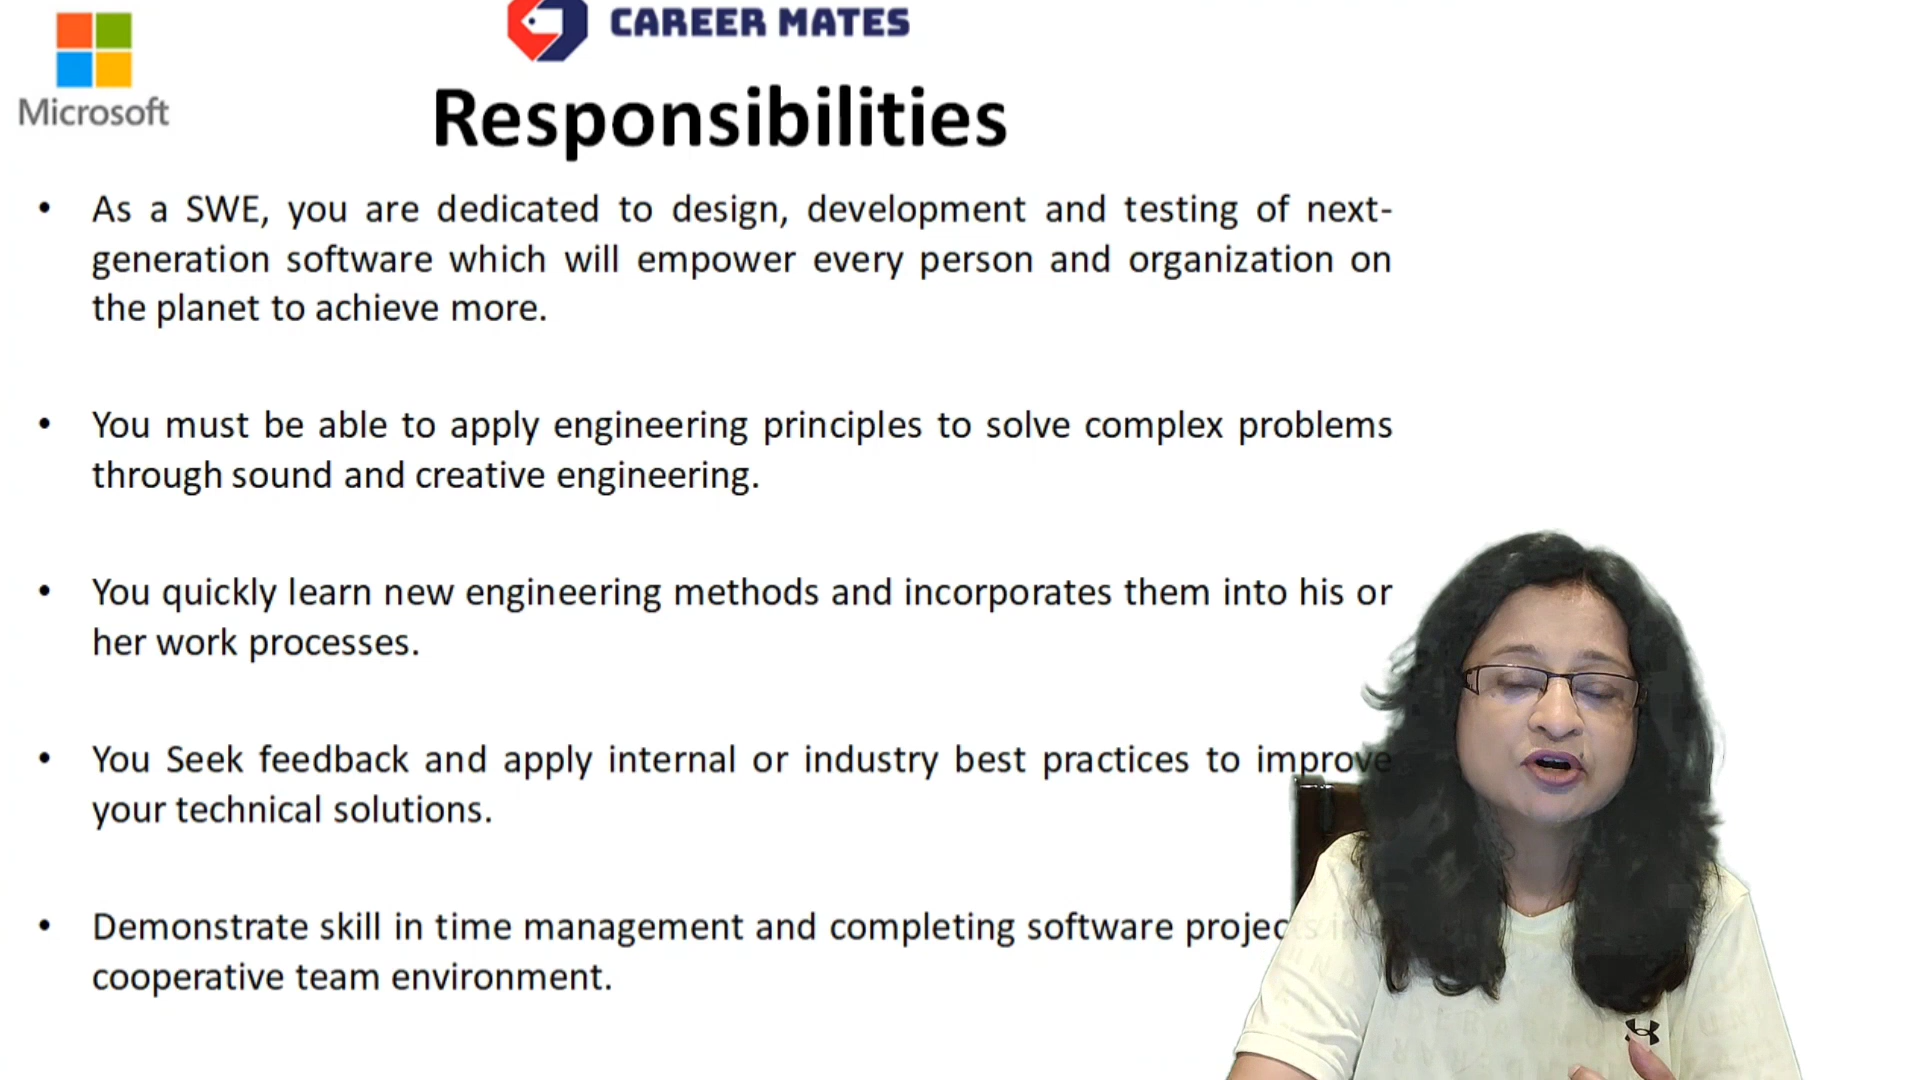 CAREER MATES
Microsoft
Responsibilities
• As a SWE, you are dedicated to design, development and testing of next-
generation software which will empower every person and organization on
the planet to achieve more.
• You must be able to apply engineering principles to solve complex problems
through sound and creative engineering.
• You quickly learn new engineering methods and incorporates them into his or
her work processes.
• You Seek feedback and apply internal or industry best practices to improve
your technical solutions.
• Demonstrate skill in time management and completing software projects in
cooperative team environment.